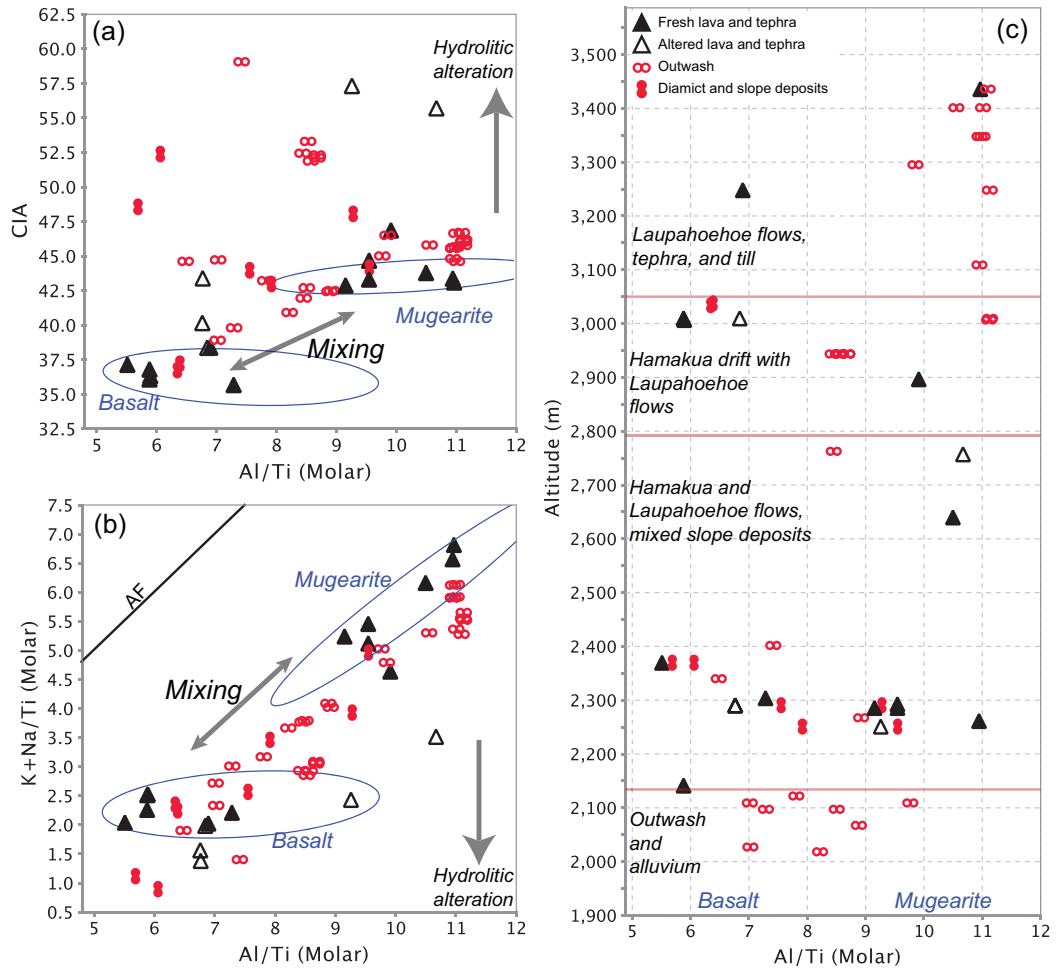 (a)
CIA
62.5
60.0
57.5
55.0
52.5
50.0
47.5
45.0
42.5
40.0
37.5
35.0
32.5
Hydrolitic
alteration
Mugearite
Mixing
Basalt
5 6 7 8 9 10 11 12
Al/Ti (Molar)
(b)
K+Na/Ti (Molar)
7.5
7.0
6.5
6.0
5.5
5.0
4.5
4.0
3.5
3.0
2.5
2.0
1.5
1.0
0.5
AF
Mugearite
Mixing
Basalt
Hydrolitic
alteration
5 6 7 8 9 10 11 12
Al/Ti (Molar)
(c)
Fresh lava and tephra
Altered lava and tephra
Outwash
Diamict and slope deposits
Altitude (m)
3,500
3,400
3,300
3,200
3,100
3,000
2,900
2,800
2,700
2,600
2,400
2,300
2,200
2,100
2,000
1,900
Laupahoehoe flows,
tephra, and till
Hamakua drift with
Laupahoehoe
flows
Hamakua and
Laupahoehoe flows,
mixed slope deposits
Outwash
and
alluvium
Basalt
Mugearite
5 6 7 8 9 10 11 12
Al/Ti (Molar)